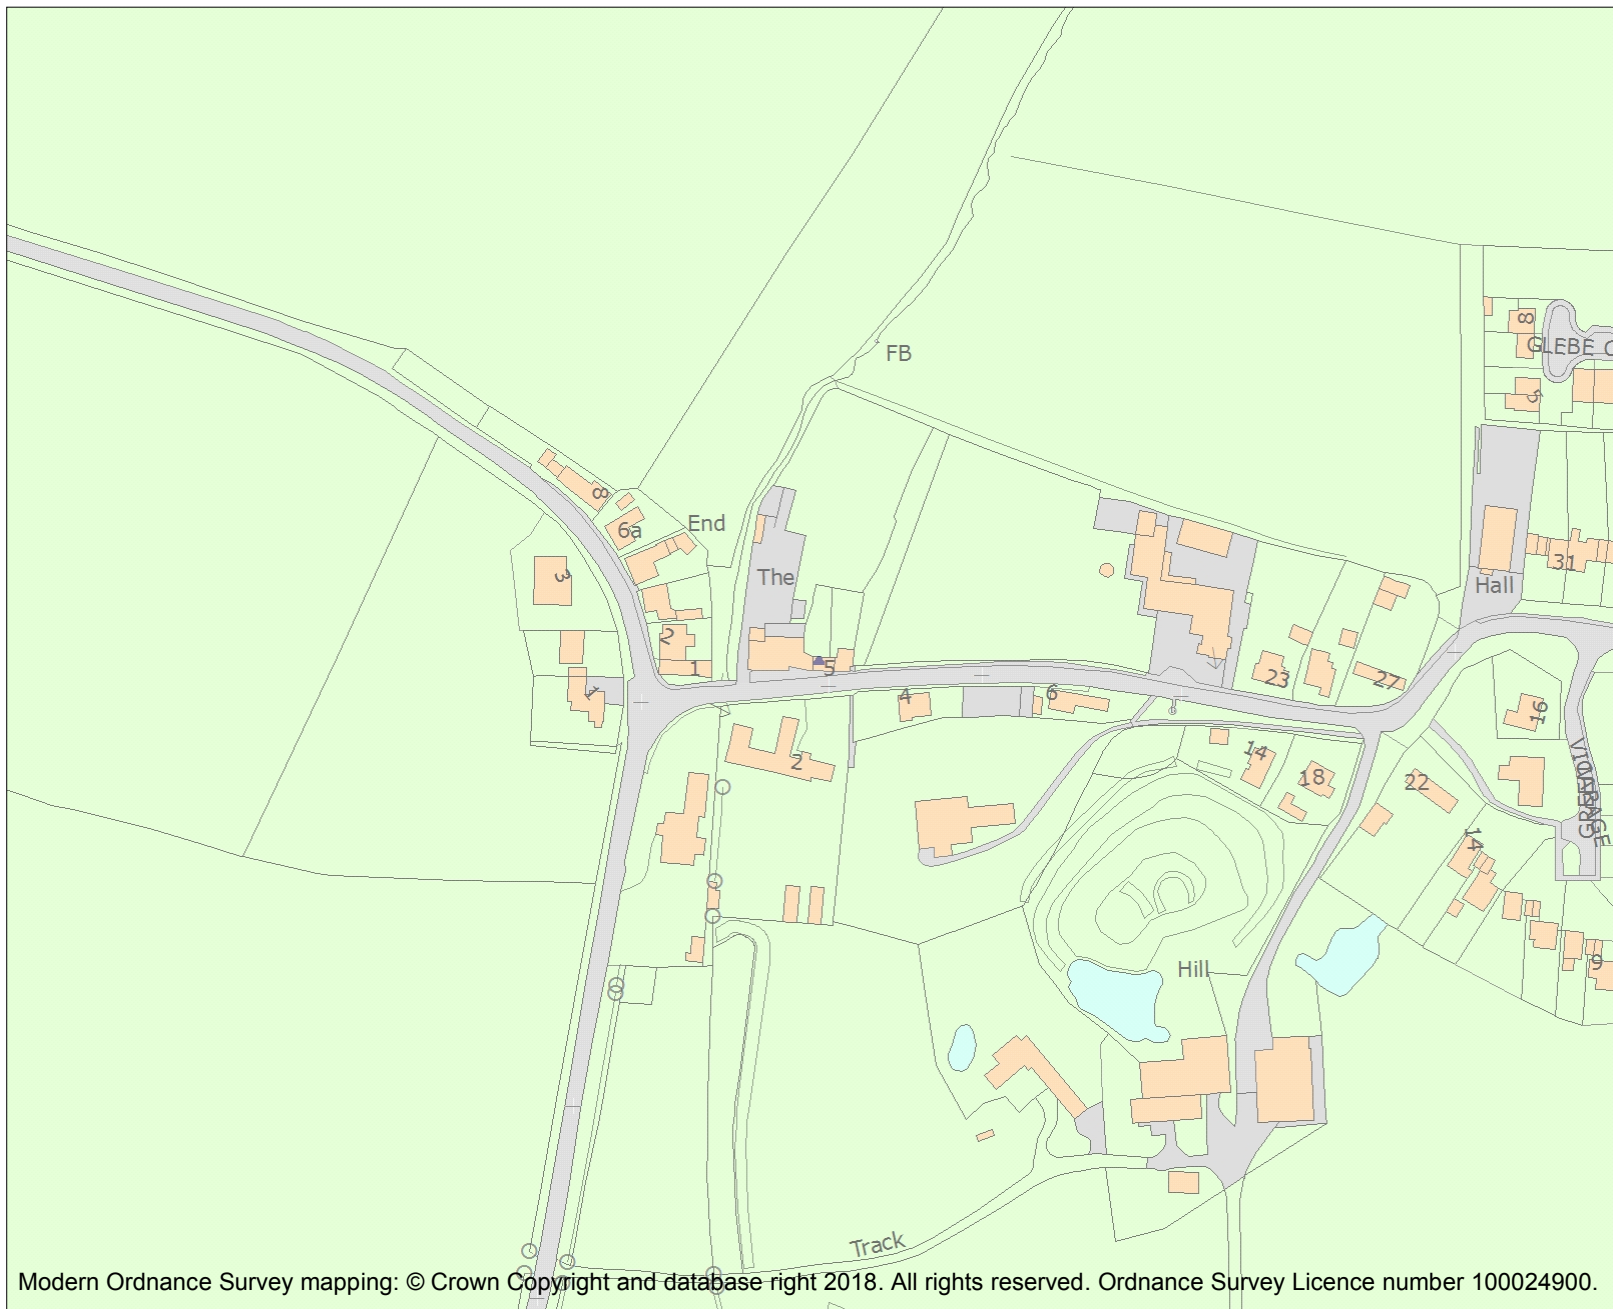 8
GLEBE C
FB
5
8
End
6a
31
3
The
Hall
2
1
5
23
27
1
4
6
16
2
14
18
22
VICARAGE
GREEN
14
9
Hill
Track
Modern Ordnance Survey mapping: © Crown Copyright and database right 2018. All rights reserved. Ordnance Survey Licence number 100024900.